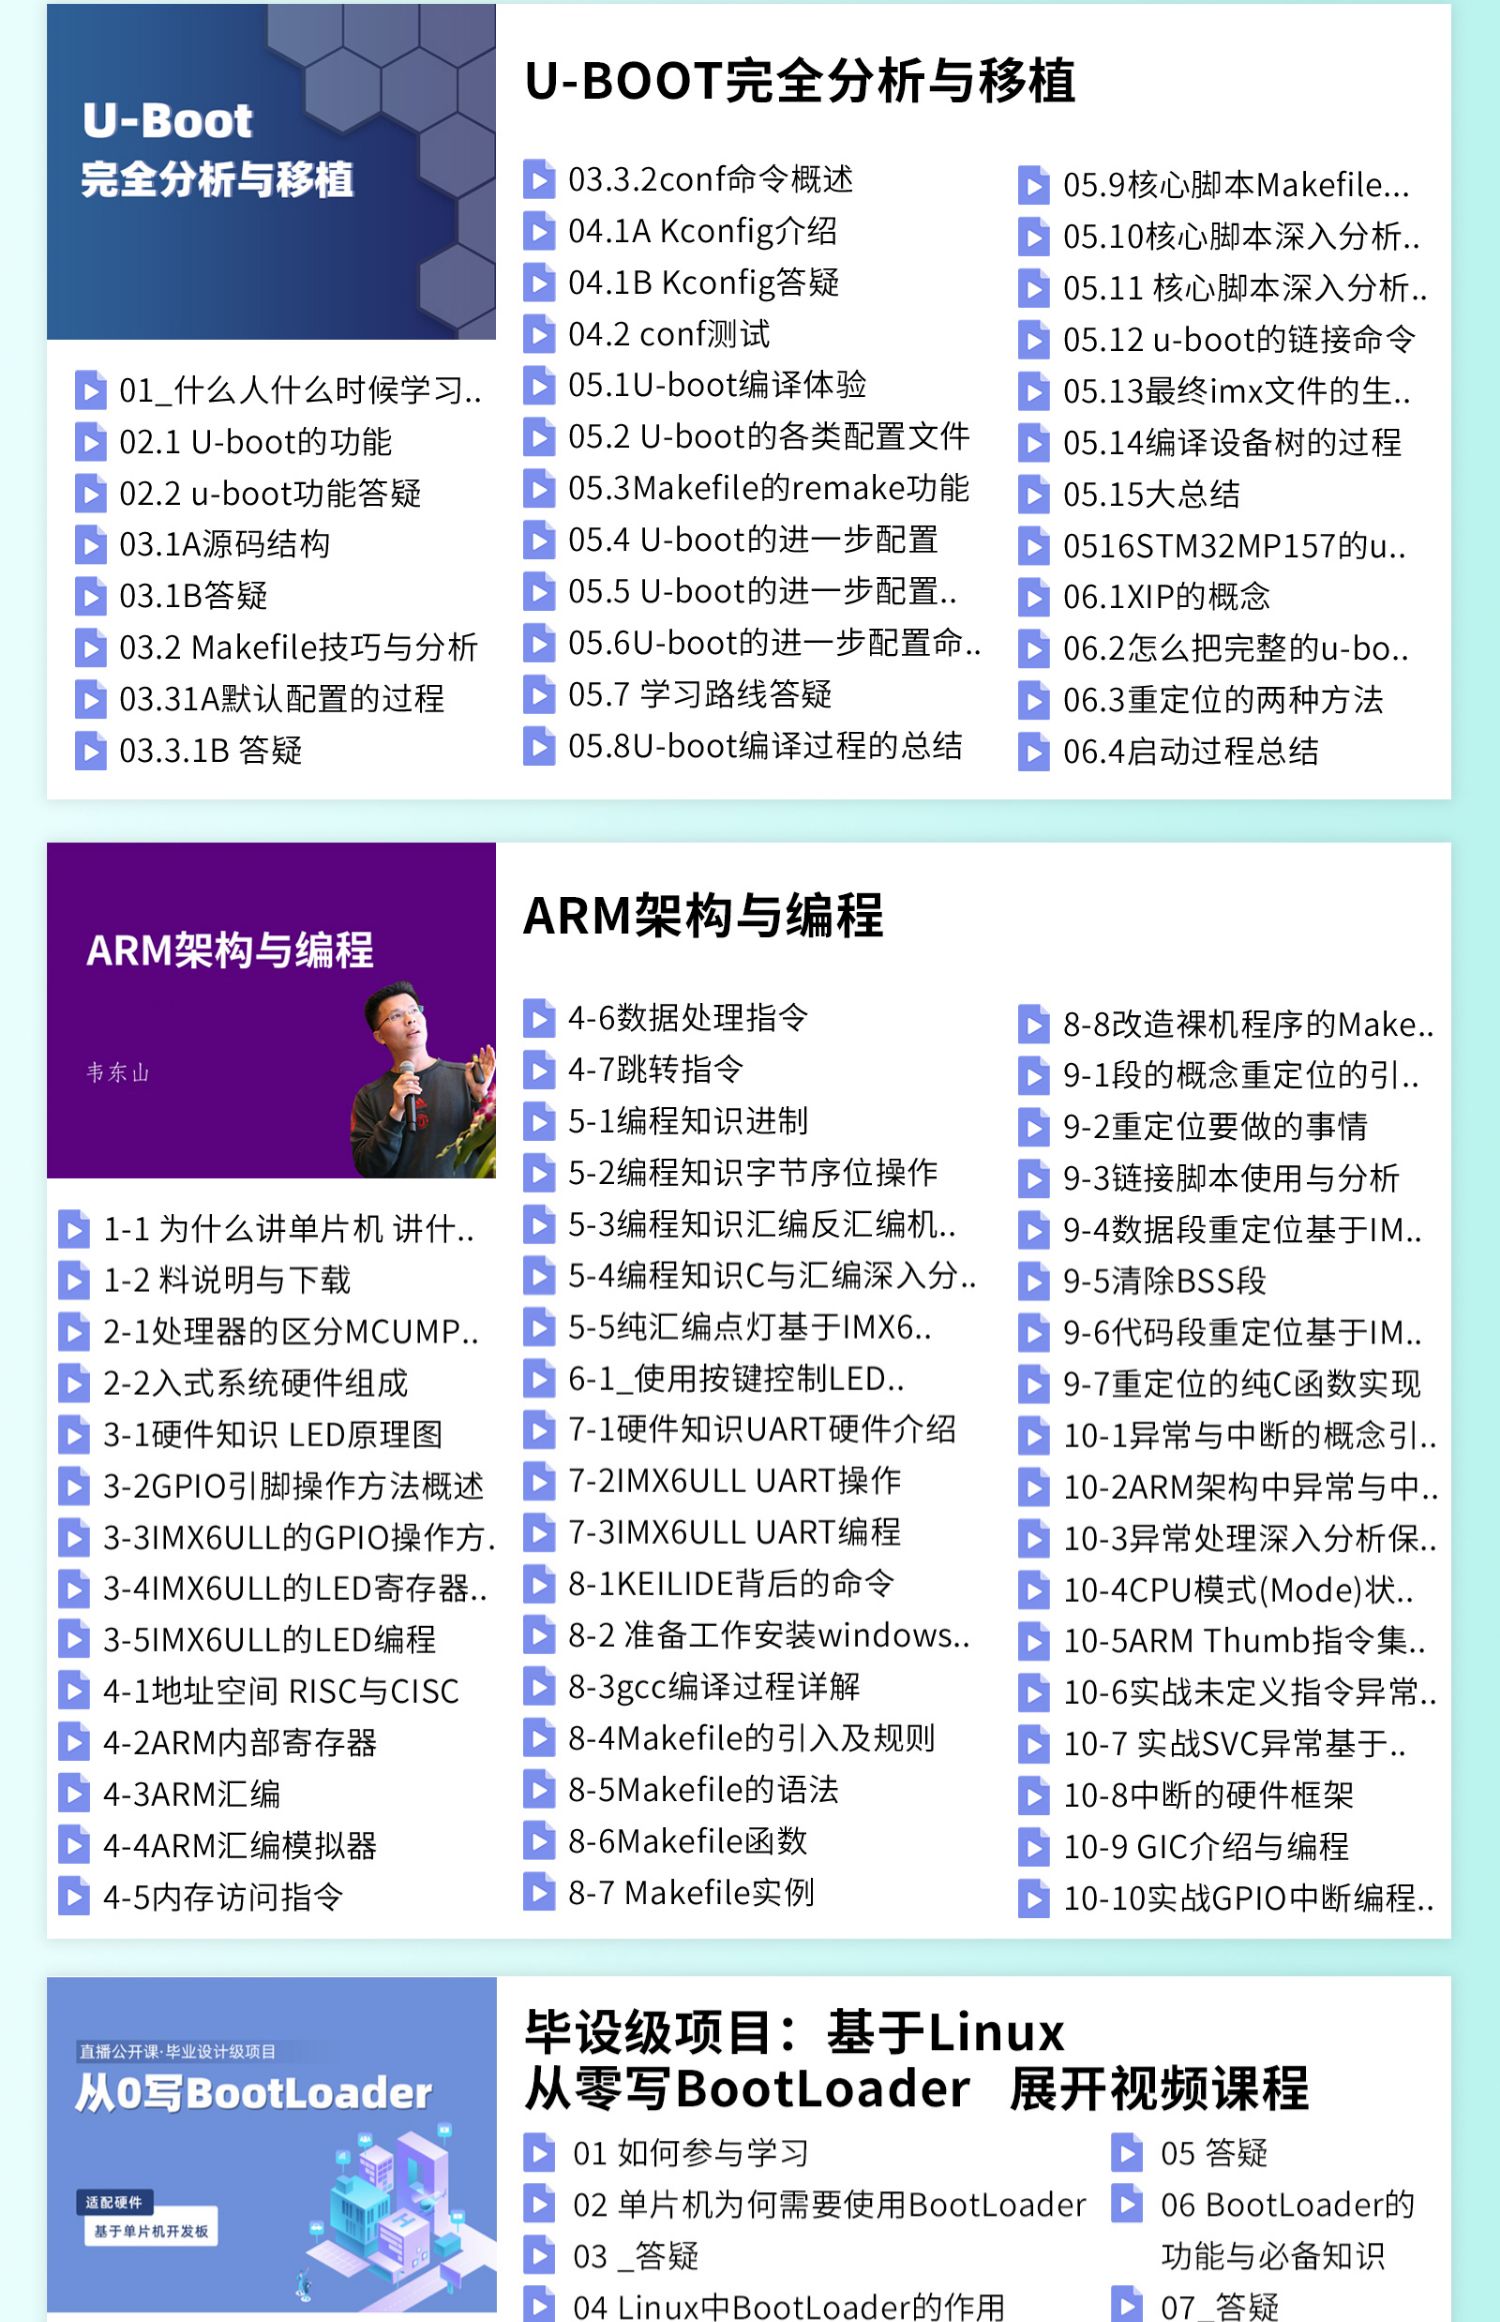 U-Boot
完全分析与移植
U-BOOT完全分析与移植
01_什么人什么时候学习..
02.1 U-boot的功能
02.2 u-boot功能答疑
03.1A源码结构
03.1B答疑
03.2 Makefile技巧与分析
03.31A默认配置的过程
03.3.1B 答疑
03.3.2conf命令概述
04.1A Kconfig介绍
04.1B Kconfig答疑
04.2 conf测试
05.1U-boot编译体验
05.2 U-boot的各类配置文件
05.3Makefile的remake功能
05.4 U-boot的进一步配置
05.5 U-boot的进一步配置..
05.6U-boot的进一步配置命..
05.7 学习路线答疑
05.8U-boot编译过程的总结
05.9核心脚本Makefile...
05.10核心脚本深入分析..
05.11 核心脚本深入分析..
05.12 u-boot的链接命令
05.13最终imx文件的生..
05.14编译设备树的过程
05.15大总结
0516STM32MP157的u..
06.1XIP的概念
06.2怎么把完整的u-bo..
06.3重定位的两种方法
06.4启动过程总结
ARM架构与编程
韦东山
ARM架构与编程
1-1 为什么讲单片机 讲什..
1-2 料说明与下载
2-1处理器的区分MCUMP..
2-2入式系统硬件组成
3-1硬件知识 LED原理图
3-2GPIO引脚操作方法概述
3-3IMX6ULL的GPIO操作方.
3-4IMX6ULL的LED寄存器..
3-5IMX6ULL的LED编程
4-1地址空间 RISC与CISC
4-2ARM内部寄存器
4-3ARM汇编
4-4ARM汇编模拟器
4-5内存访问指令
4-6数据处理指令
4-7跳转指令
5-1编程知识进制
5-2编程知识字节序位操作
5-3编程知识汇编反汇编机..
5-4编程知识C与汇编深入分..
5-5纯汇编点灯基于IMX6..
6-1_使用按键控制LED..
7-1硬件知识UART硬件介绍
7-2IMX6ULL UART操作
7-3IMX6ULL UART编程
8-1KEILIDE背后的命令
8-2 准备工作安装windows..
8-3gcc编译过程详解
8-4Makefile的引入及规则
8-5Makefile的语法
8-6Makefile函数
8-7 Makefile实例
8-8改造裸机程序的Make..
9-1段的概念重定位的引..
9-2重定位要做的事情
9-3链接脚本使用与分析
9-4数据段重定位基于IM..
9-5清除BSS段
9-6代码段重定位基于IM..
9-7重定位的纯C函数实现
10-1异常与中断的概念引..
10-2ARM架构中异常与中..
10-3异常处理深入分析保..
10-4CPU模式(Mode)状..
10-5ARM Thumb指令集..
10-6实战未定义指令异常..
10-7 实战SVC异常基于..
10-8中断的硬件框架
10-9 GIC介绍与编程
10-10实战GPIO中断编程..
直播公开课·毕业设计级项目
从0写BootLoader
适配硬件
基于单片机开发板
毕设级项目：基于Linux
从零写BootLoader 展开视频课程
01 如何参与学习
02 单片机为何需要使用BootLoader
03 _答疑
04 Linux中BootLoader的作用
05 答疑
06 BootLoader的
功能与必备知识
07_答疑